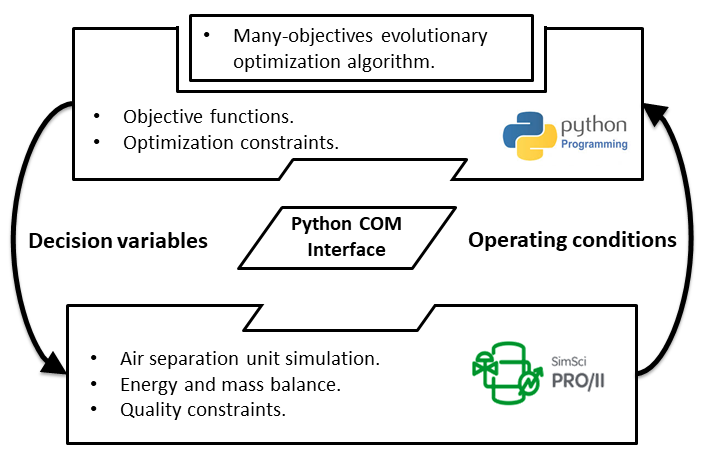 • Many-objectives evolutionary
optimization algorithm.
• Objective functions.
• Optimization constraints.
python
Programming
Decision variables
Python COM
Interface
Operating conditions
• Air separation unit simulation.
• Energy and mass balance.
• Quality constraints.
SimSci
PRO/II